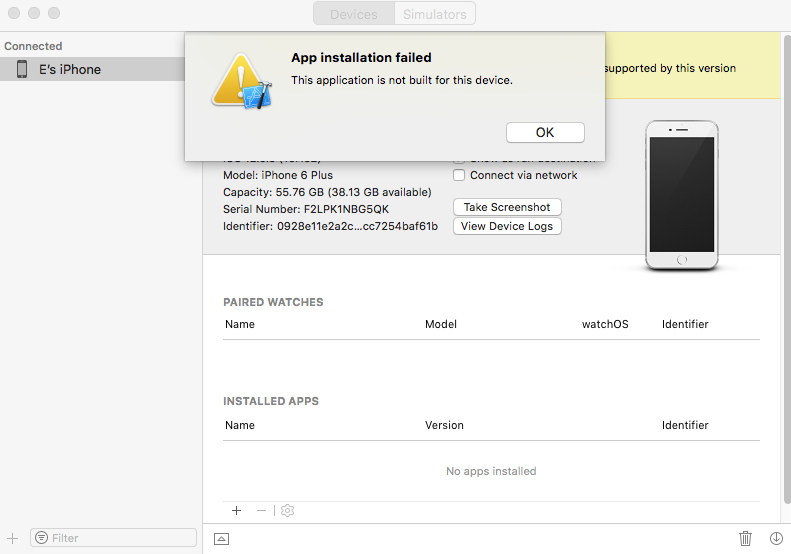 Devices
Simulators
Connected
E's iPhone
App installation failed
This application is not built for this device.
OK
supported by this version
Model: iPhone 6 Plus
Capacity: 55.76 GB (38.13 GB available)
Serial Number: F2LPK1NBG5QK
Identifier: 0928e11e2a2c...cc7254baf61b
Connect via network
Take Screenshot
View Device Logs
PAIRED WATCHES
Name Model watchOS Identifier
INSTALLED APPS
Name Version Identifier
No apps installed
Filter